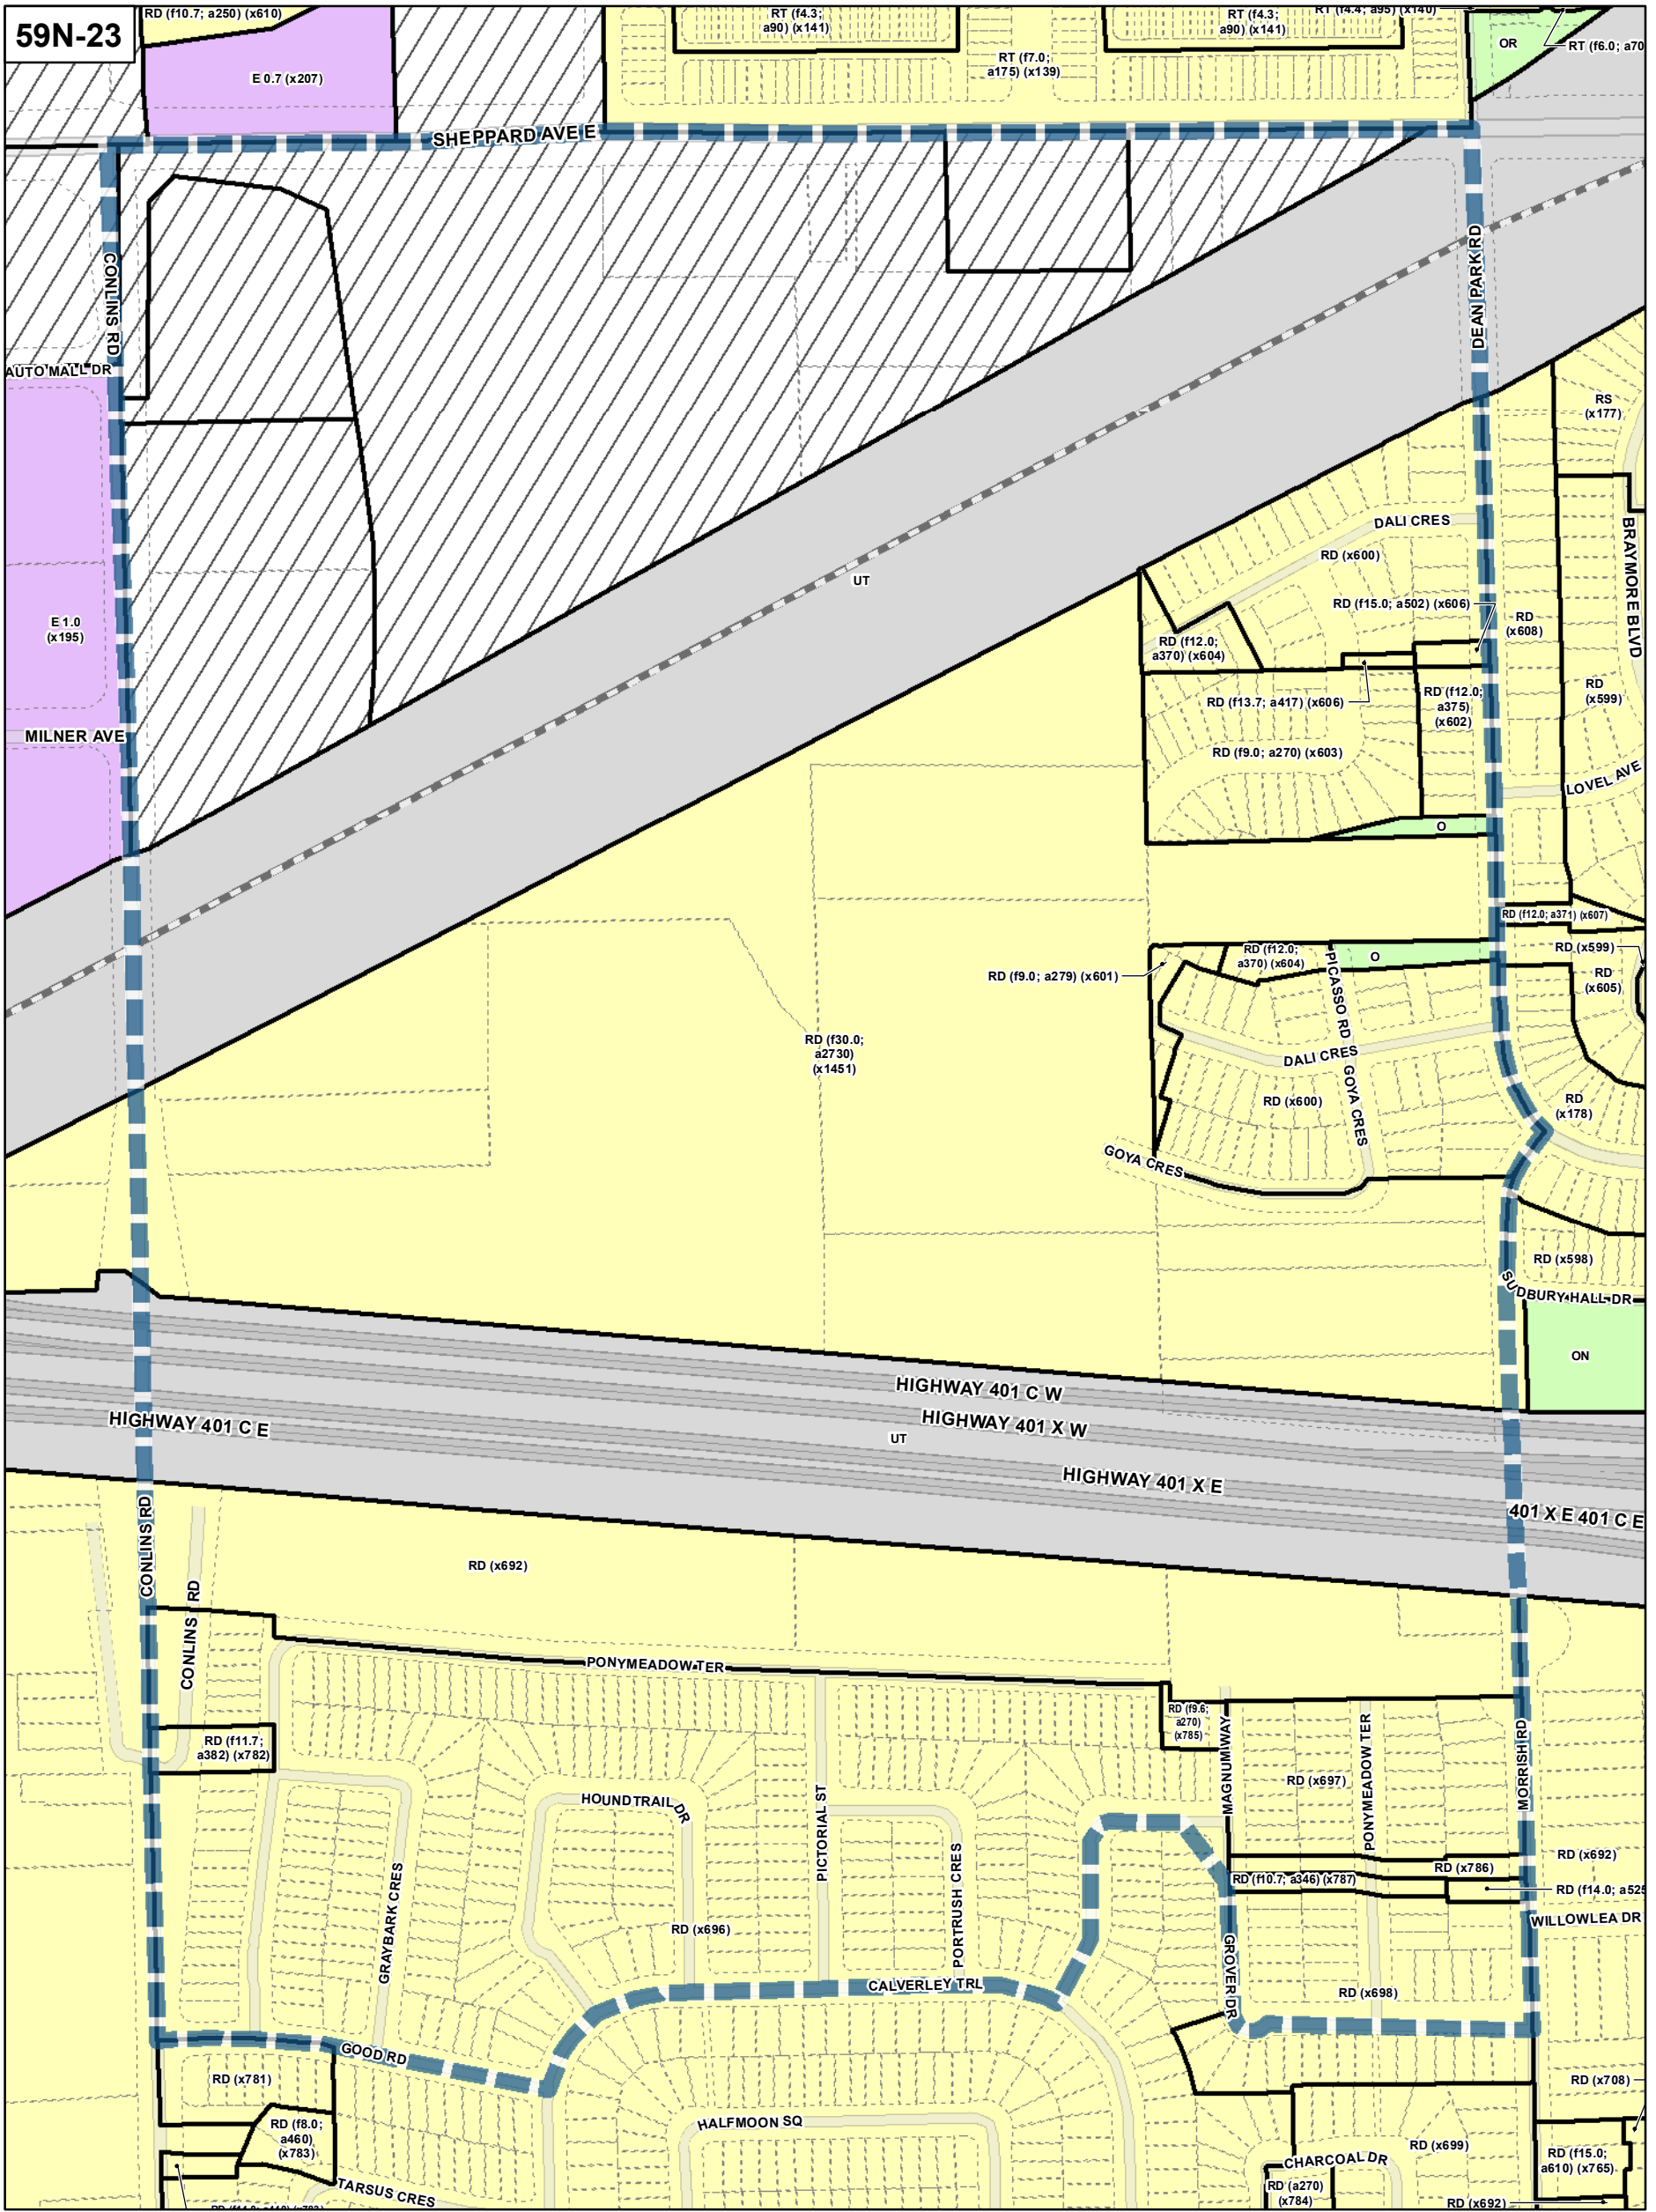 59N-23
RD (f10.7; a250) (x610)
E 0.7 (x207)
RT (f4.3;
a90) (x141)
RT (f7.0;
a175) (x139)
RT (f4.3;
a90) (x141)
RT (f4.4; a95) (x140)
OR
RT (f6.0; a70
SHEPPARD AVE E
CONLINS RD
DEAN PARK RD
AUTO MALL DR
RS
(x177)
BRAYMORE BLVD
DALI CRES
RD (x600)
UT
E 1.0
(x195)
RD (f15.0; a502) (x606)
RD
(x608)
RD (f12.0;
a370) (x604)
RD (f13.7; a417) (x606)
RD (f12.0;
a375)
(x602)
RD
(x599)
MILNER AVE
RD (f9.0; a270) (x603)
LOVEL AVE
O
RD (f12.0; a371) (x607)
RD (x599)
RD (f12.0;
a370) (x604)
O
RD (f9.0; a279) (x601)
RD
(x605)
PICASSO RD
RD (f30.0;
a2730)
(x1451)
DALI CRES
GOYA CRES
RD (x600)
RD
(x178)
GOYA CRES
RD (x598)
SUDBURY HALL DR
ON
HIGHWAY 401 C W
HIGHWAY 401 X W
HIGHWAY 401 C E
UT
HIGHWAY 401 X E
401 X E 401 C E
CONLINS RD
RD (x692)
CONLINS RD
PONYMEADOW TER
RD (f9.6;
a270)
(x785)
MAGNUM WAY
PONYMEADOW TER
MORRISH RD
RD (f11.7;
a382) (x782)
RD (x697)
HOUNDTRAIL DR
PICTORIAL ST
PORTRUSH CRES
RD (x692)
RD (x786)
RD (f10.7; a346) (x787)
RD (f14.0; a525
GRAYBARK CRES
RD (x696)
WILLOWLEA DR
GROVER DR
CALVERLEY TRL
RD (x698)
GOOD RD
RD (x781)
RD (x708)
RD (f8.0;
a460)
(x783)
HALFMOON SQ
RD (x699)
CHARCOAL DR
RD (f15.0;
a610) (x765)
RD (a270)
(x784)
TARSUS CRES
RD (x692)